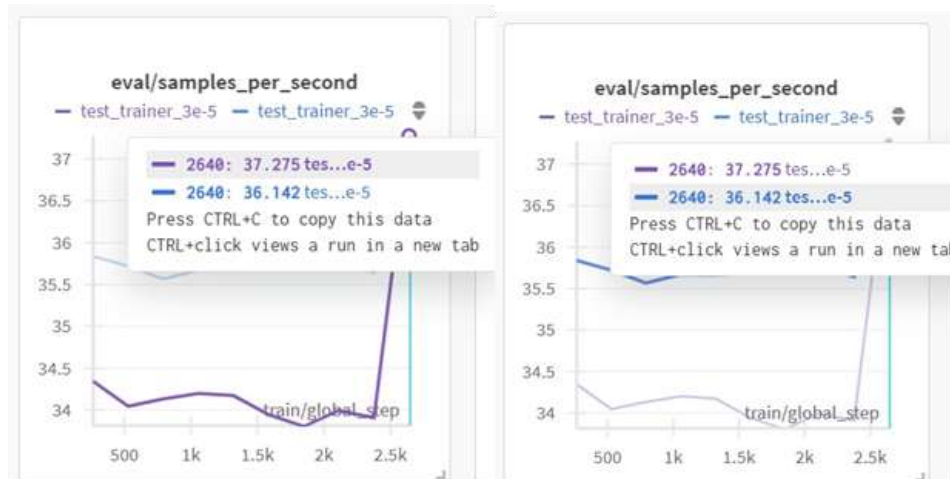 eval/samples_per_second
test_trainer_3e-5 test_trainer_3e-5
37
36.5
36
35.5
35
34.5
34
2640: 37.275 tes...e-5
2640: 36.142 tes...e-5
Press CTRL+C to copy this data
CTRL+click views a run in a new tab
train/global_step
500 1k 1.5k 2k 2.5k
eval/samples_per_second
test_trainer_3e-5 test_trainer_3e-5
37
36.5
36
35.5
35
34.5
34
2640: 37.275 tes...e-5
2640: 36.142 tes...e-5
Press CTRL+C to copy this data
CTRL+click views a run in a new tab
train/global_step
500 1k 1.5k 2k 2.5k